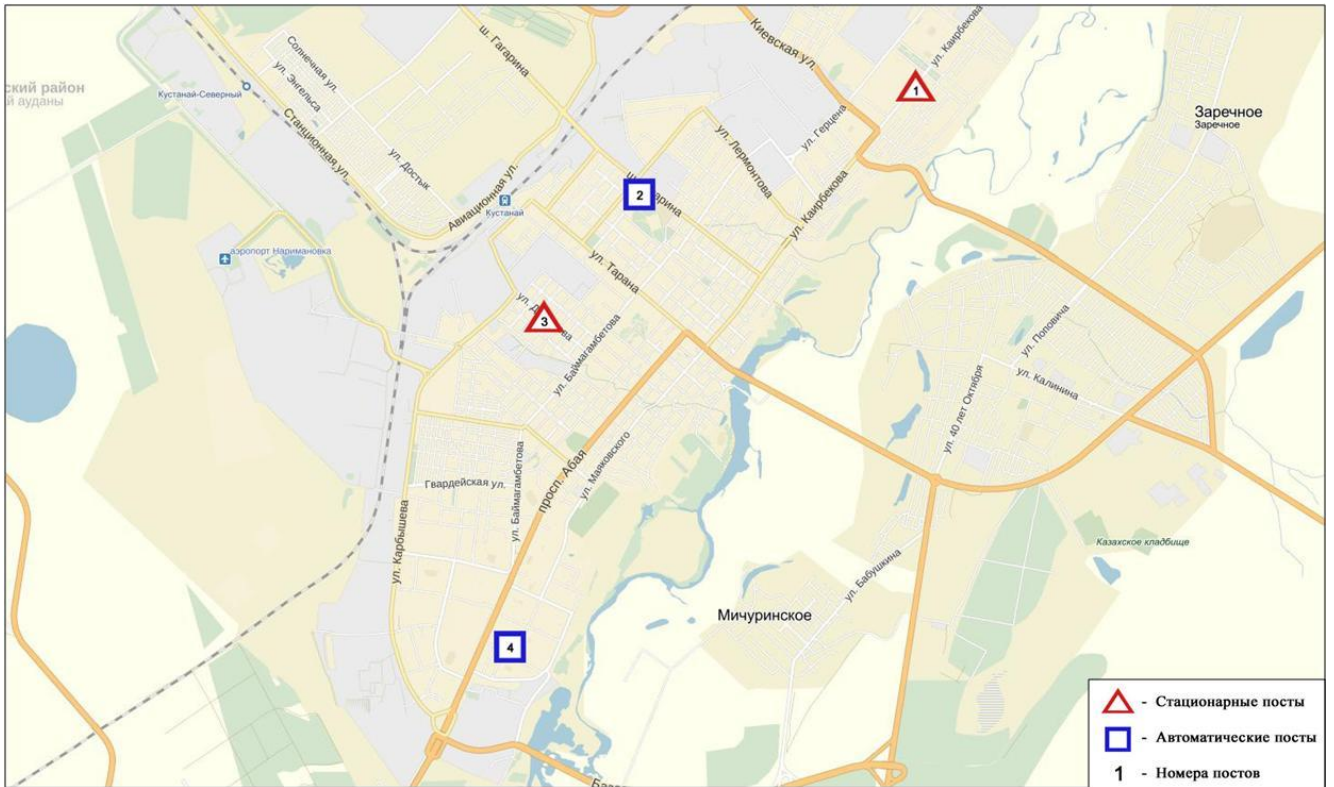 Киевская ул.
ул. Каирбекова
ш. Гагарина
Солнечная ул.
ул. Энгельса
ский район
й ауданы
Кустанай-Северный
1
Заречное
Заречное
Станционная ул.
ул. Достык
ул. Герцена
ул. Лермонтова
Авиационная ул.
2
Кустанай
ул. Каирбекова
аэропорт Наримановка
ул. Тарана
3
ул. Баймагамбетова
ул. Поповича
ул. Калинина
ул. 40 лет Октября
просп. Абая
ул. Маяковского
Гвардейская ул.
ул. Баймагамбетова
ул. Карбышева
Казахское кладбище
ул. Бабушкина
Мичуринское
4
- Стационарные посты
- Автоматические посты
1 - Номера постов